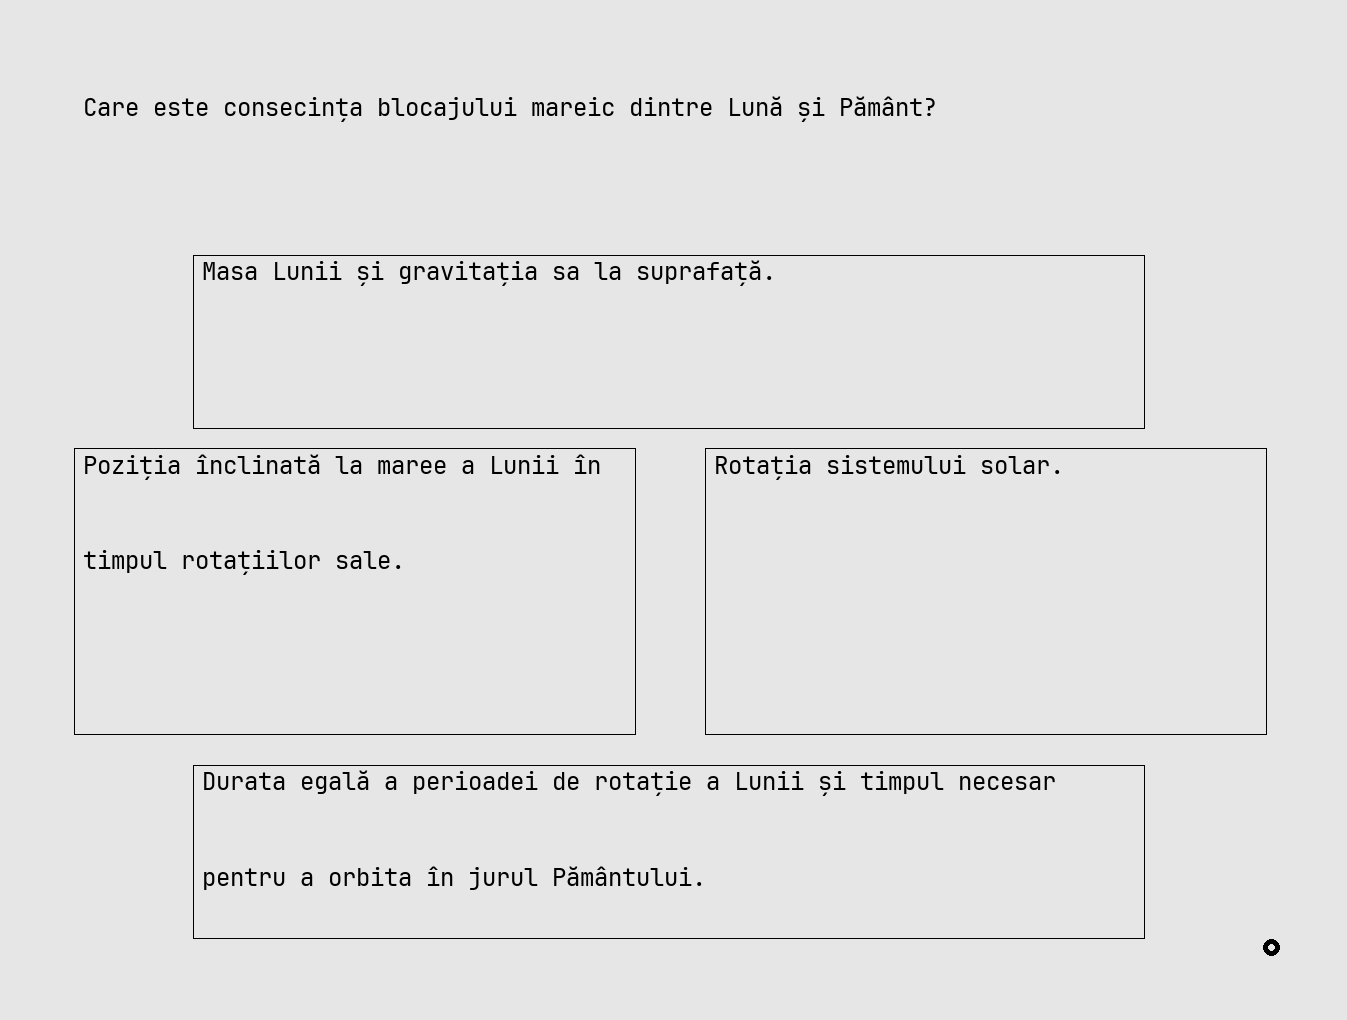 Care este consecința blocajului mareic dintre Lună și Pământ?
Masa Lunii și gravitația sa la suprafață.
Poziția înclinată la maree a Lunii în
timpul rotațiilor sale.
Rotația sistemului solar.
Durata egală a perioadei de rotație a Lunii și timpul necesar
pentru a orbita în jurul Pământului.